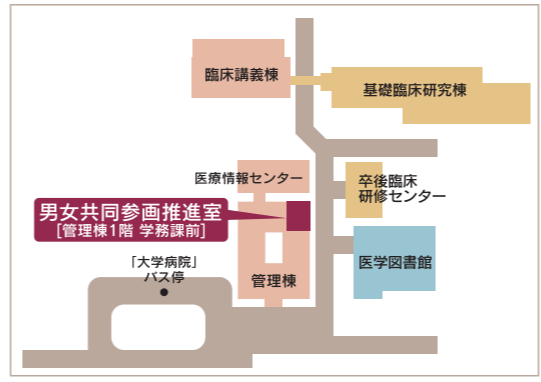 臨床講義棟
基礎臨床研究棟
医療情報センター
卒後臨床
研修センター
男女共同参画推進室
[管理棟1階 学務課前]
医学図書館
「大学病院」
バス停
管理棟